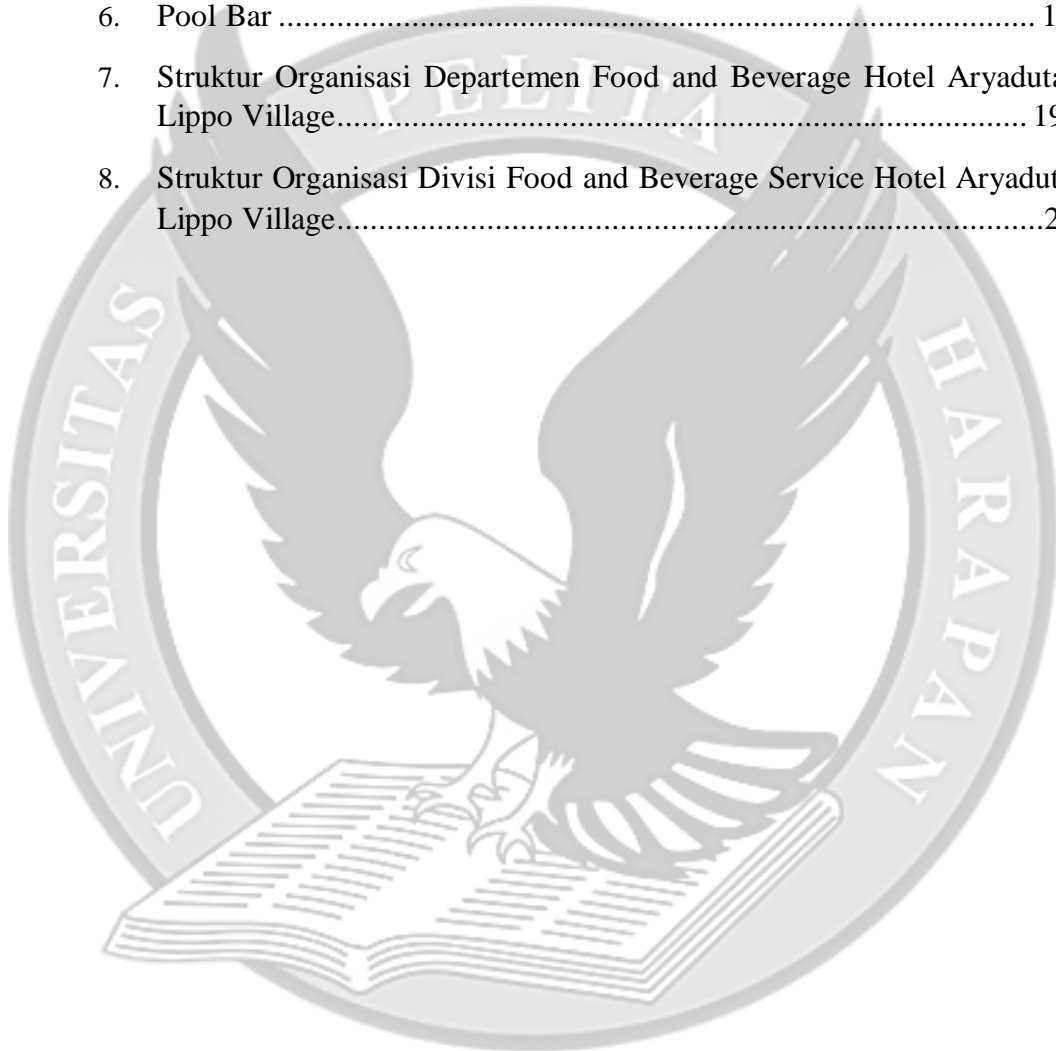 6. Pool Bar ........................................................................................... 1
7. Struktur Organisasi Departemen Food and Beverage Hotel Aryaduta
Lippo Village................................................................................... 19
8. Struktur Organisasi Divisi Food and Beverage Service Hotel Aryadut
Lippo Village.....................................................................................2
PELITA
UNIVERSITAS
HARAPAN